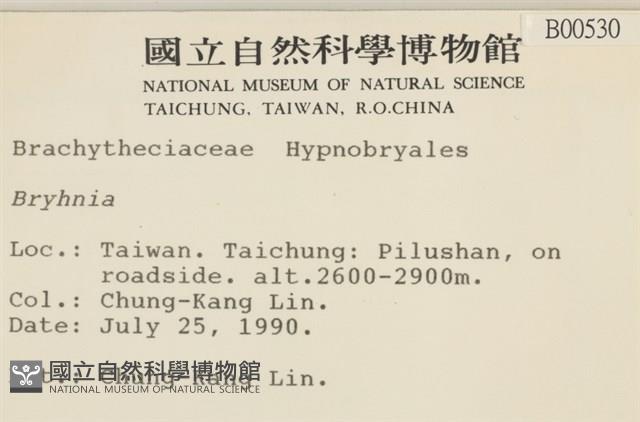 B00530
國立自然科學博物館
NATIONAL MUSEUM OF NATURAL SCIENCE
TAICHUNG, TAIWAN, R.O.CHINA
Brachytheciaceae Hypnobryales
Bryhnia
Loc.: Taiwan. Taichung: Pilushan, on
roadside. alt.2600-2900m.
Col.: Chung-Kang Lin.
Date: July 25, 1990.
Chung-Kang Lin.
國立自然科學博物館
NATIONAL MUSEUM OF NATURAL SCIENCE